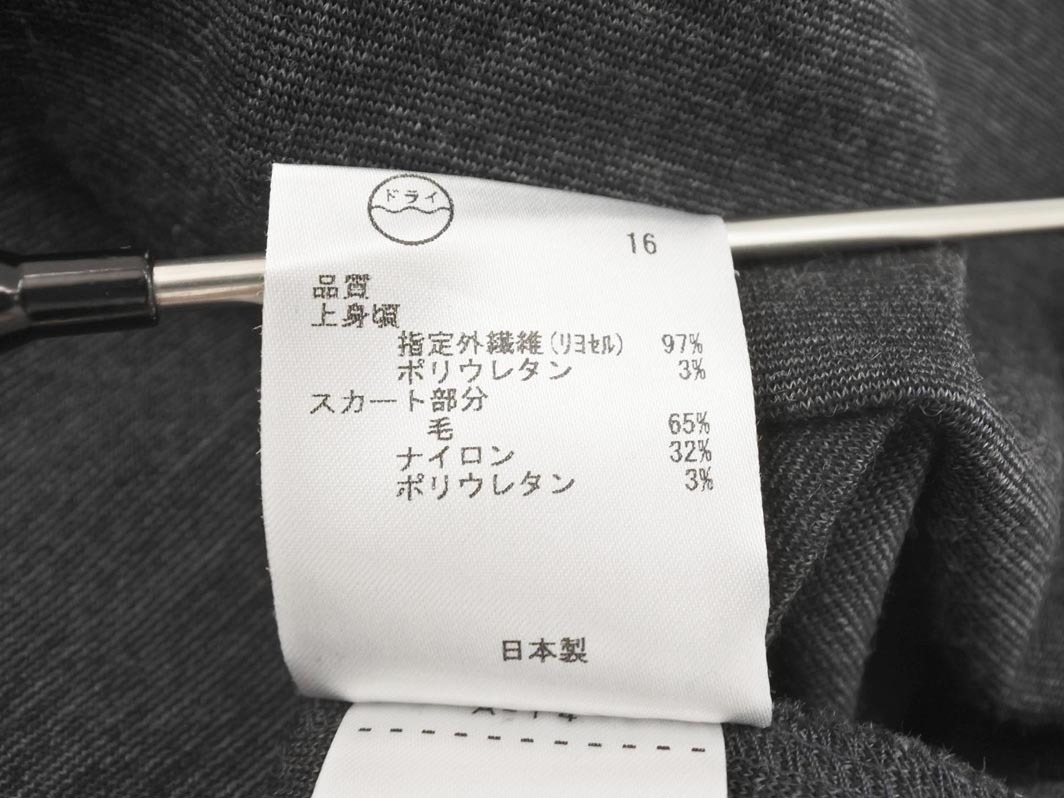 ドライ
16
品質
上身頃
指定外繊維(リヨセル) 97%
ポリウレタン 3%
スカート部分
毛 65%
ナイロン 32%
ポリウレタン 3%
日本製